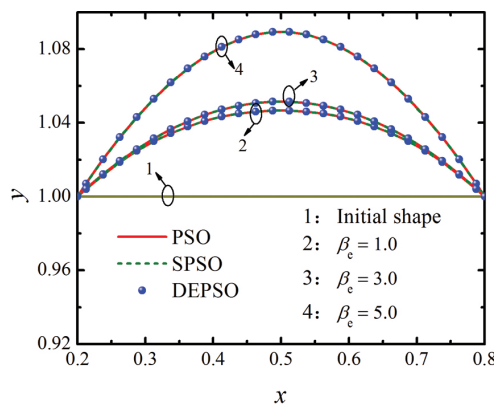 1.08
1.04
1.00
0.96
0.92
y
4
3
2
1
PSO
SPSO
DEPSO
1: Initial shape
2: βe = 1.0
3: βe = 3.0
4: βe = 5.0
0.2 0.3 0.4 0.5 0.6 0.7 0.8
x